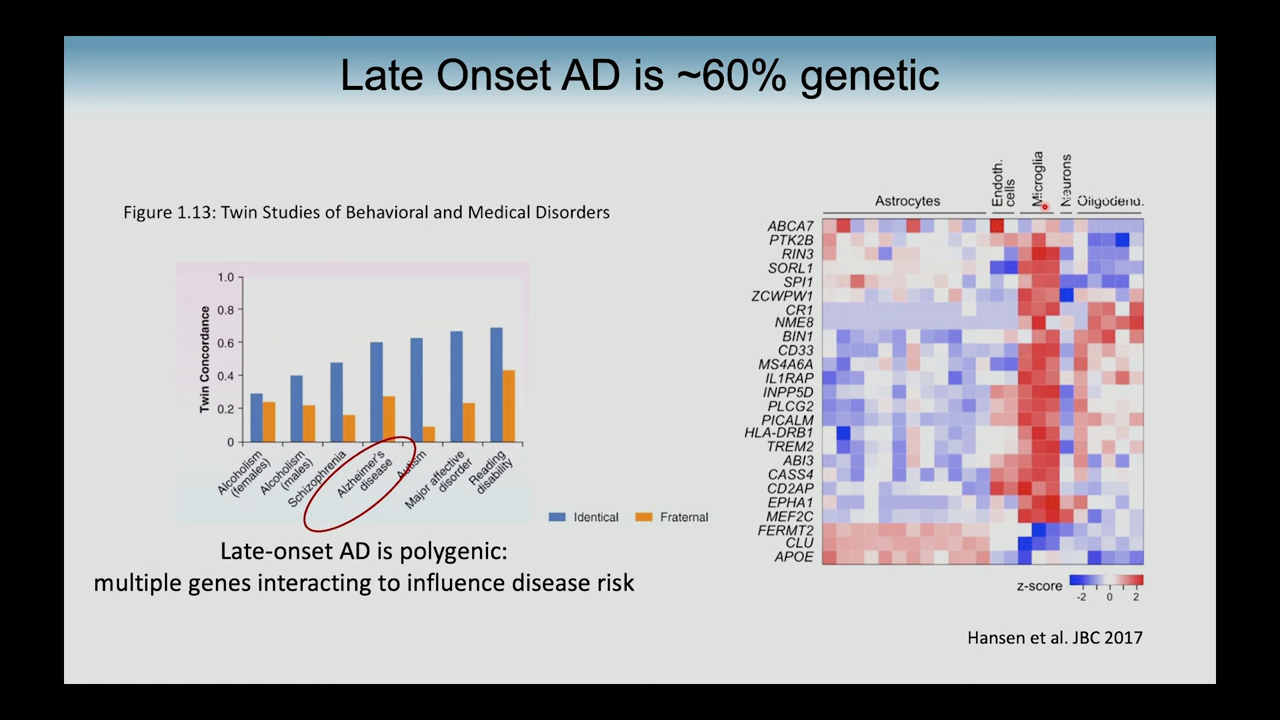 Late Onset AD is ~60% genetic
Figure 1.13: Twin Studies of Behavioral and Medical Disorders
Twin Concordance
1.0
0.8
0.6
0.4
0.2
0
Alcoholism
(females)
Alcoholism
(males)
Schizophrenia
Alzheimer's
disease
Autism
Major affective
disorder
Reading
disability
Identical
Fraternal
Late-onset AD is polygenic:
multiple genes interacting to influence disease risk
Astrocytes
Endoth.
cells
Microglia
Neurons
Oligodend.
ABCA7
PTK2B
RIN3
SORL1
SPI1
ZCWPW1
CR1
NME8
BIN1
CD33
MS4A6A
IL1RAP
INPP5D
PLCG2
PICALM
HLA-DRB1
TREM2
ABI3
CASS4
CD2AP
EPHA1
MEF2C
FERMT2
CLU
APOE
z-score
-2 0 2
Hansen et al. JBC 2017